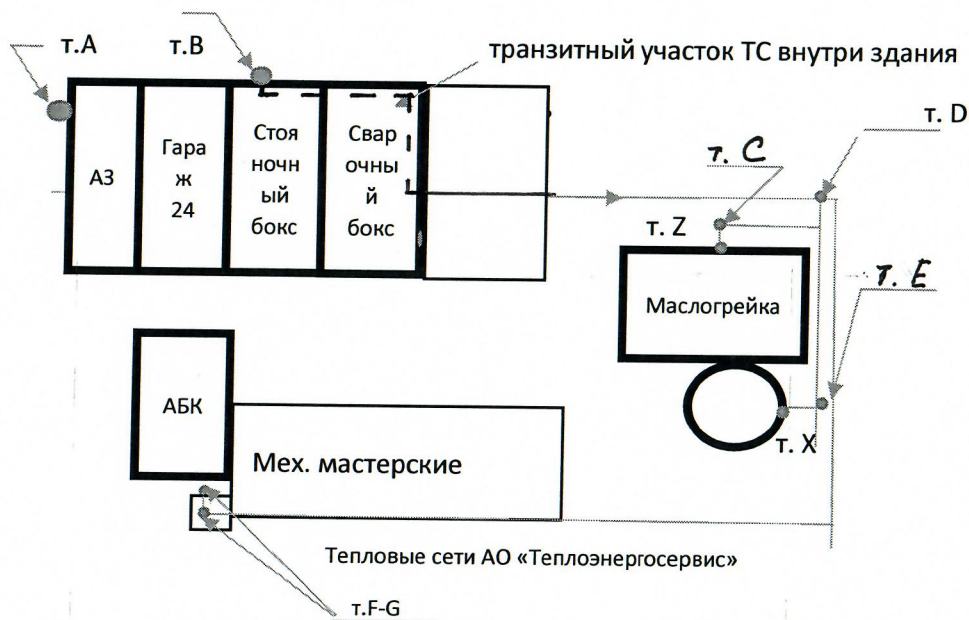 т.А
т.В
транзитный участок ТС внутри здания
т. D
т. С
А3
Гара
ж
24
Стоя
ночн
ый
бокс
Свар
очны
й
бокс
т. Z
т. Е
Маслогрейка
АБК
т. Х
Мех. мастерские
Тепловые сети АО «Теплоэнергосервис»
т.F-G